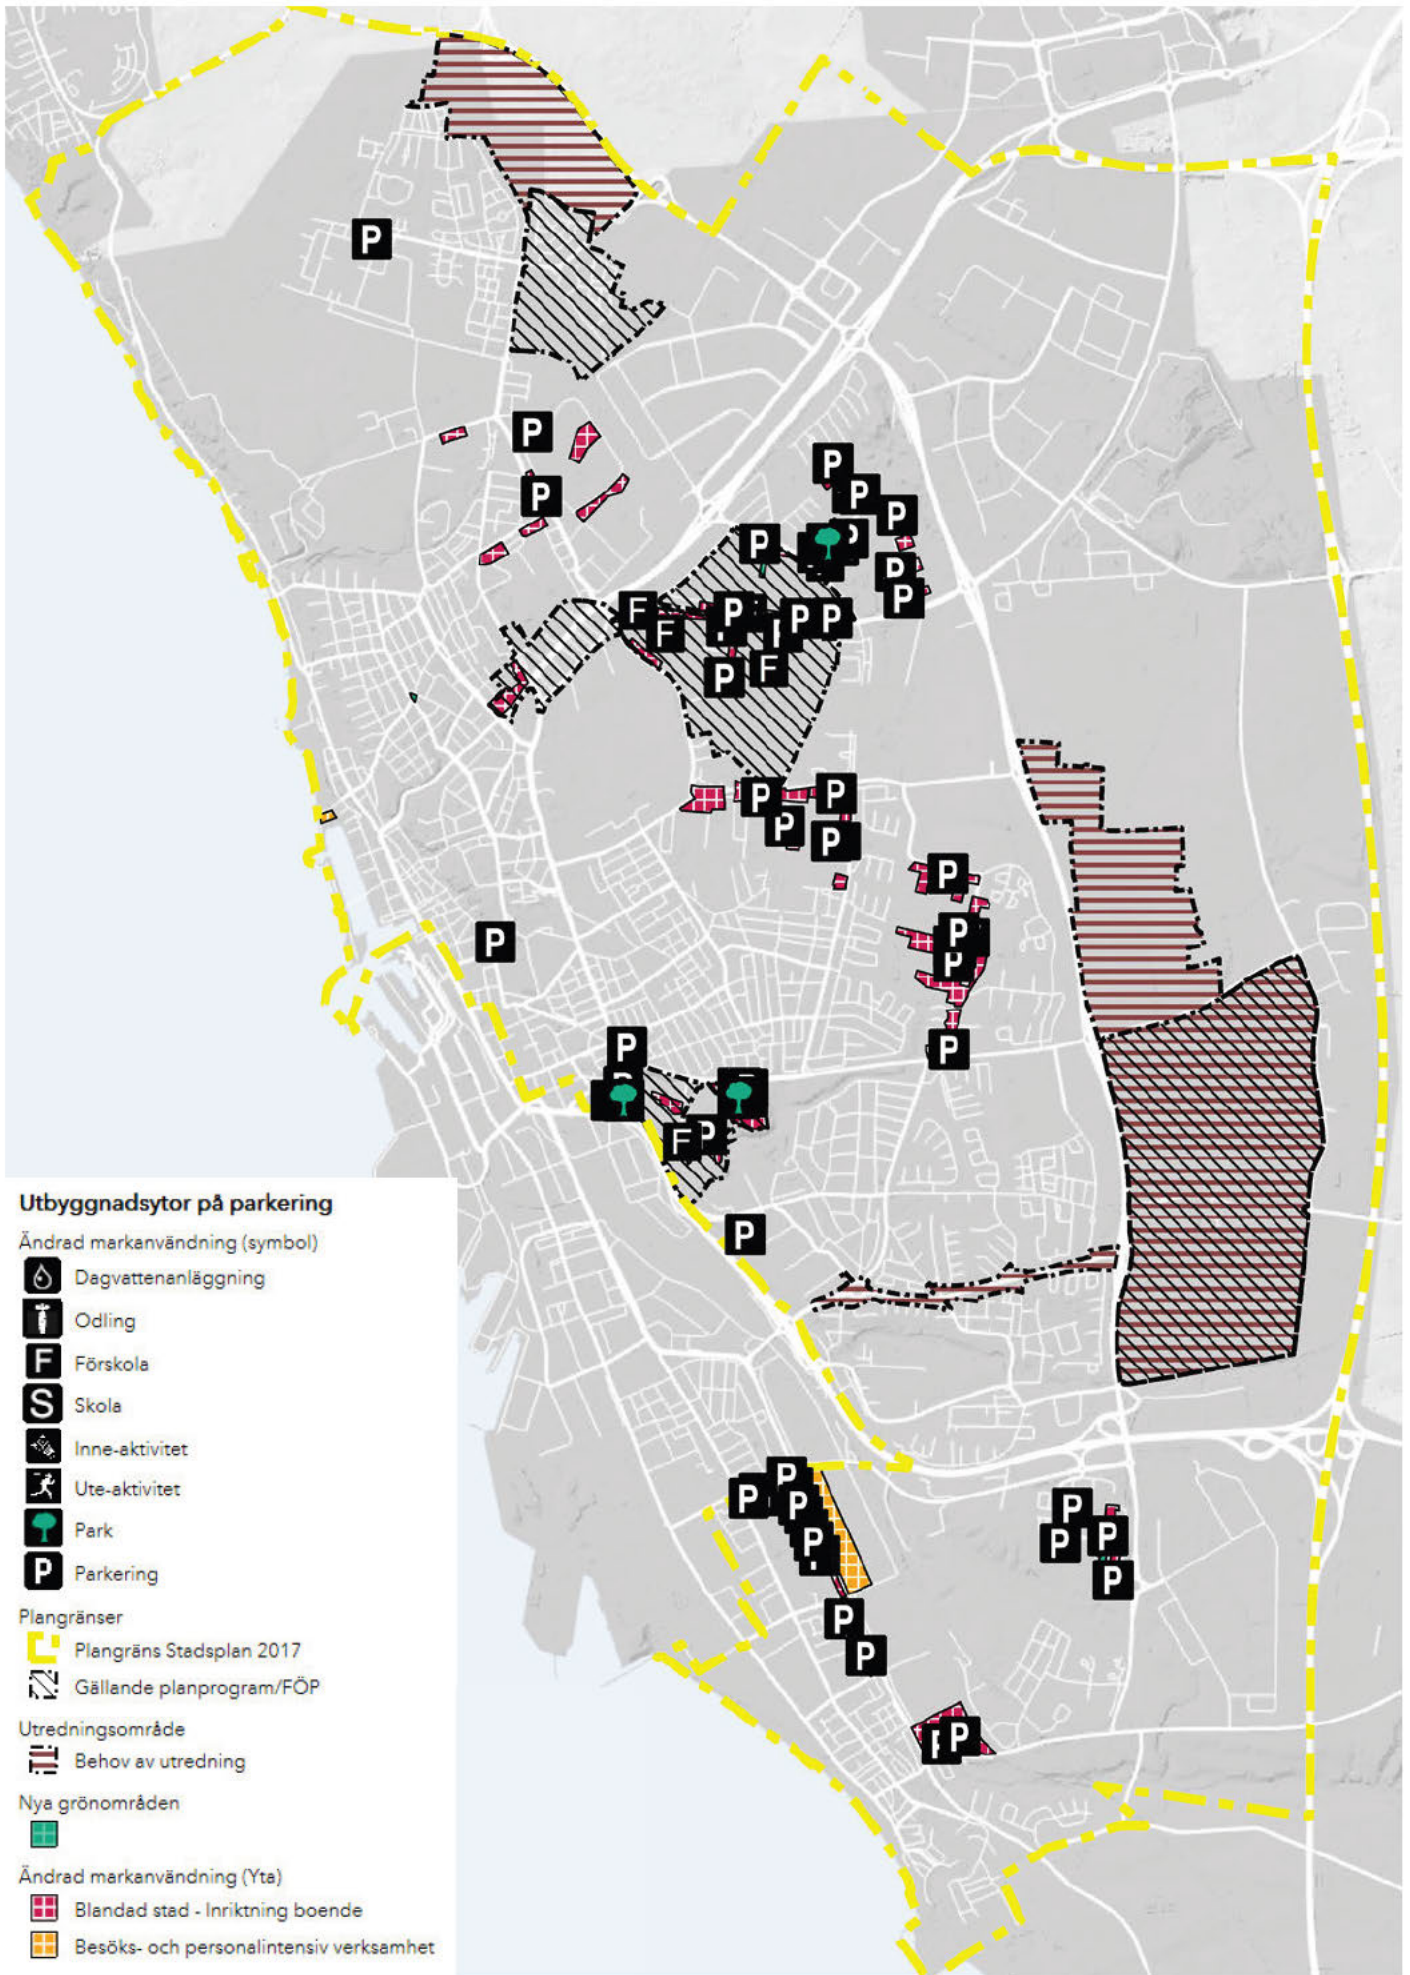 P
P
P
P
P
P
P
P
P
P
F
F
P
P
P
P
F
P
P
P
P
P
P
P
P
P
P
P
F
P
P
P
P
P
P
P
P
P
P
P
P
P
Utbyggnadsytor på parkering
Ändrad markanvändning (symbol)
Dagvattenanläggning
Odling
F Förskola
S Skola
Inne-aktivitet
Ute-aktivitet
Park
P Parkering
Plangränser
Plangräns Stadsplan 2017
Gällande planprogram/FÖP
Utredningsområde
Behov av utredning
Nya grönområden
Ändrad markanvändning (Yta)
Blandad stad - Inriktning boende
Besöks- och personalintensiv verksamhet